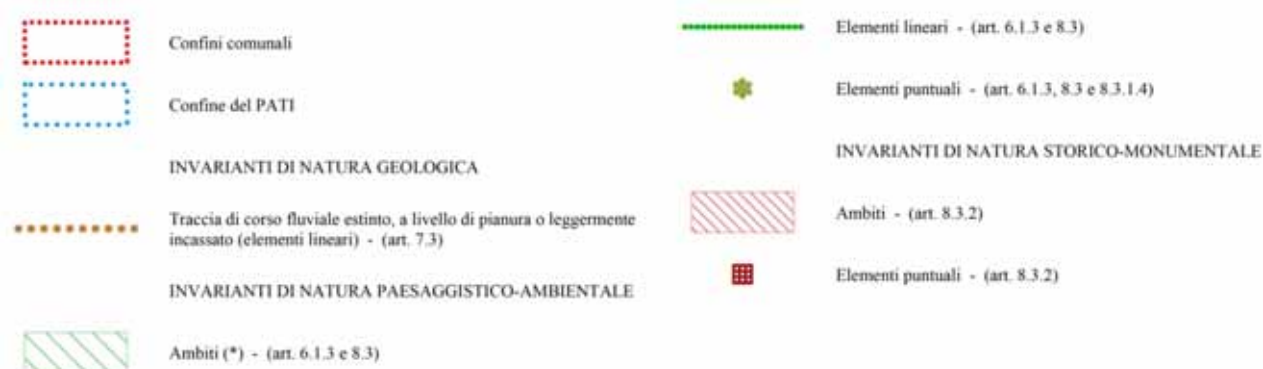 Confini comunali
Confine del PATI
INVARIANTI DI NATURA GEOLOGICA
Traccia di corso fluviale estinto, a livello di pianura o leggermente
incassato (elementi lineari) - (art. 7.3)
INVARIANTI DI NATURA PAESAGGISTICO-AMBIENTALE
Ambiti (*) - (art. 6.1.3 e 8.3)
Elementi lineari - (art. 6.1.3 e 8.3)
Elementi puntuali - (art. 6.1.3, 8.3 e 8.3.1.4)
INVARIANTI DI NATURA STORICO-MONUMENTALE
Ambiti - (art. 8.3.2)
Elementi puntuali - (art. 8.3.2)